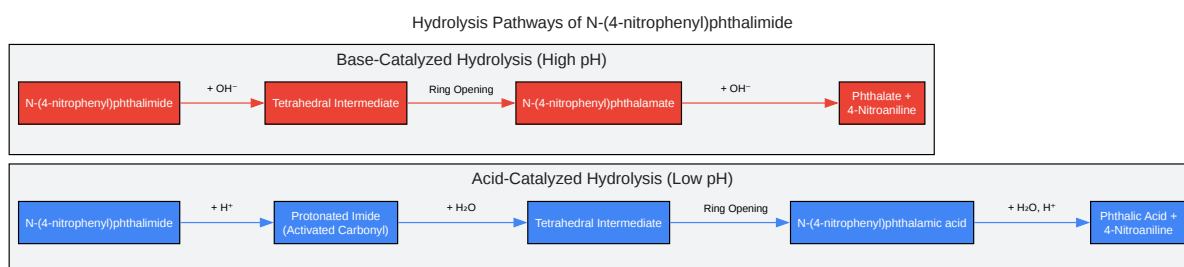 Hydrolysis Pathways of N-(4-nitrophenyl)phthalimide
Base-Catalyzed Hydrolysis (High pH)
N-(4-nitrophenyl)phthalimide
+ OH⁻
Tetrahedral Intermediate
Ring Opening
N-(4-nitrophenyl)phthalamate
+ OH⁻
Phthalate +
4-Nitroaniline
Acid-Catalyzed Hydrolysis (Low pH)
N-(4-nitrophenyl)phthalimide
+ H⁺
Protonated Imide
(Activated Carbonyl)
+ H₂O
Tetrahedral Intermediate
Ring Opening
N-(4-nitrophenyl)phthalamic acid
+ H₂O, H⁺
Phthalic Acid +
4-Nitroaniline